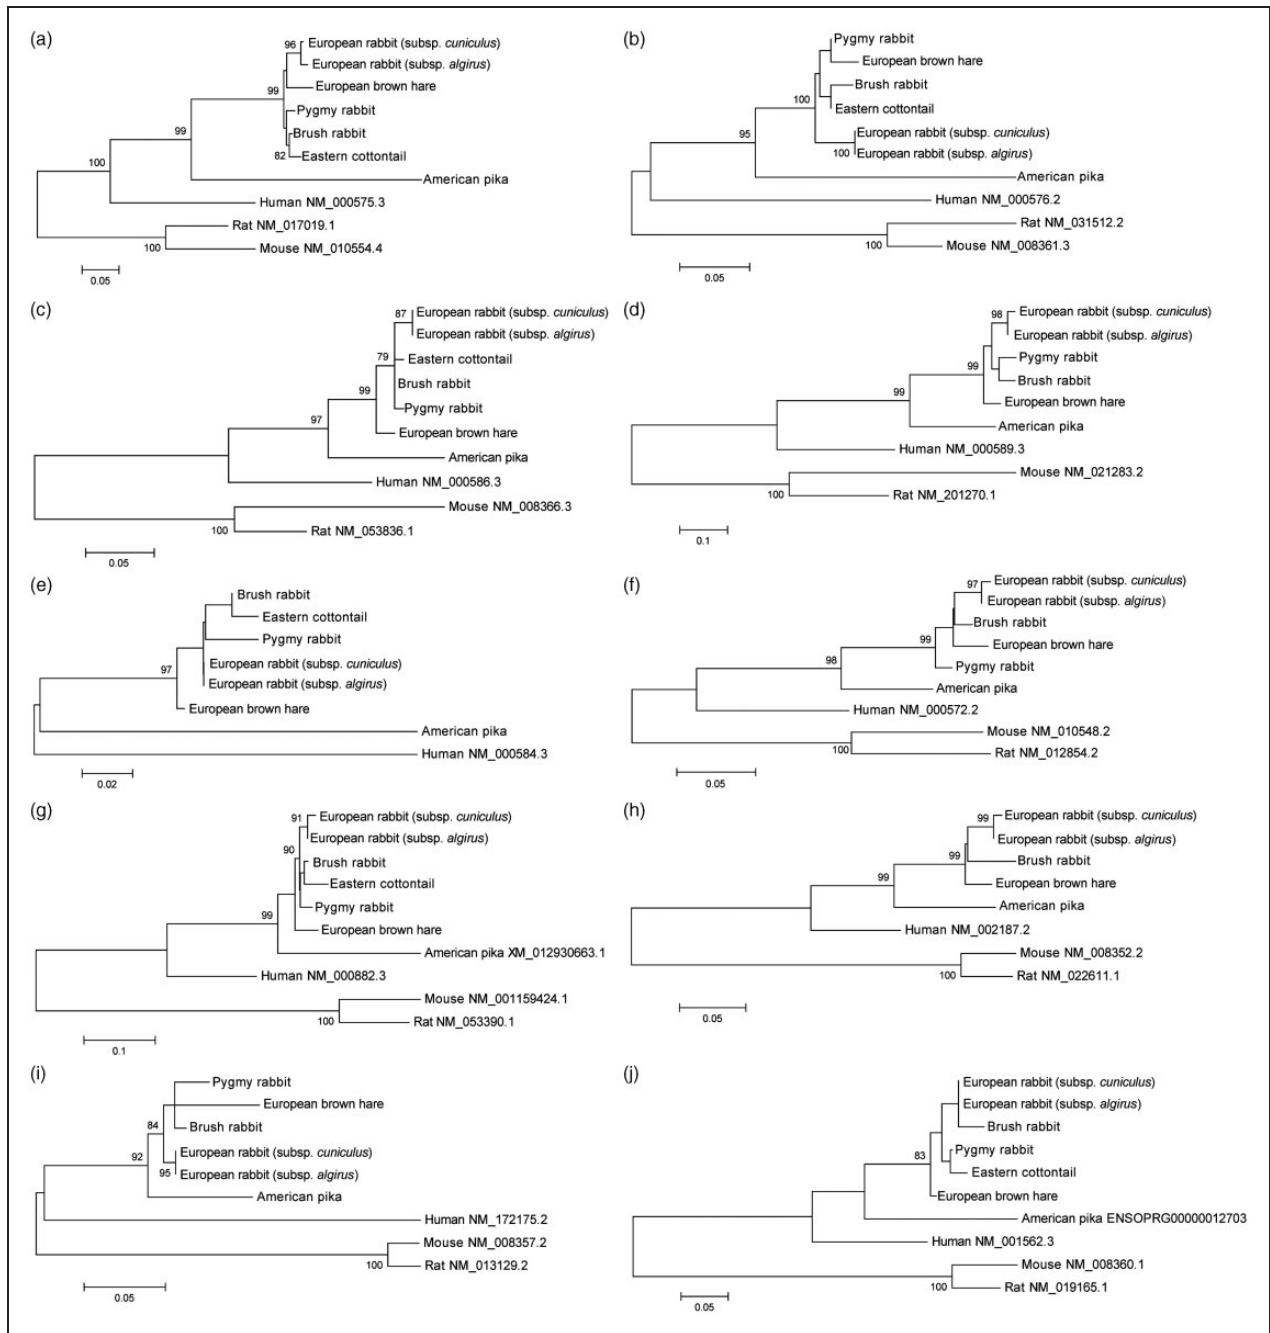 (a)
96
European rabbit (subsp. cuniculus)
European rabbit (subsp. algirus)
99
European brown hare
Pygmy rabbit
99
Brush rabbit
82
Eastern cottontail
100
American pika
Human NM_000575.3
Rat NM_017019.1
100
Mouse NM_010554.4
0.05
(b)
Pygmy rabbit
European brown hare
Brush rabbit
100
Eastern cottontail
95
European rabbit (subsp. cuniculus)
100
European rabbit (subsp. algirus)
American pika
Human NM_000576.2
Rat NM_031512.2
100
Mouse NM_008361.3
0.05
(c)
87
European rabbit (subsp. cuniculus)
European rabbit (subsp. algirus)
79
Eastern cottontail
Brush rabbit
99
Pygmy rabbit
97
European brown hare
American pika
Human NM_000586.3
Mouse NM_008366.3
100
Rat NM_053836.1
0.05
(d)
98
European rabbit (subsp. cuniculus)
European rabbit (subsp. algirus)
99
Pygmy rabbit
Brush rabbit
99
European brown hare
American pika
Human NM_000589.3
Mouse NM_021283.2
100
Rat NM_201270.1
0.1
(e)
Brush rabbit
Eastern cottontail
Pygmy rabbit
97
European rabbit (subsp. cuniculus)
European rabbit (subsp. algirus)
European brown hare
American pika
Human NM_000584.3
0.02
(f)
97
European rabbit (subsp. cuniculus)
European rabbit (subsp. algirus)
Brush rabbit
99
European brown hare
98
Pygmy rabbit
American pika
Human NM_000572.2
Mouse NM_010548.2
100
Rat NM_012854.2
0.05
(g)
91
European rabbit (subsp. cuniculus)
European rabbit (subsp. algirus)
90
Brush rabbit
Eastern cottontail
99
Pygmy rabbit
European brown hare
American pika XM_012930663.1
Human NM_000882.3
Mouse NM_001159424.1
100
Rat NM_053390.1
0.1
(h)
99
European rabbit (subsp. cuniculus)
European rabbit (subsp. algirus)
99
Brush rabbit
99
European brown hare
American pika
Human NM_002187.2
Mouse NM_008352.2
100
Rat NM_022611.1
0.05
(i)
Pygmy rabbit
European brown hare
84
Brush rabbit
92
European rabbit (subsp. cuniculus)
95
European rabbit (subsp. algirus)
American pika
Human NM_172175.2
Mouse NM_008357.2
100
Rat NM_013129.2
0.05
(j)
European rabbit (subsp. cuniculus)
European rabbit (subsp. algirus)
Brush rabbit
83
Pygmy rabbit
Eastern cottontail
European brown hare
American pika ENSOPRG00000012703
Human NM_001562.3
Mouse NM_008360.1
100
Rat NM_019165.1
0.05